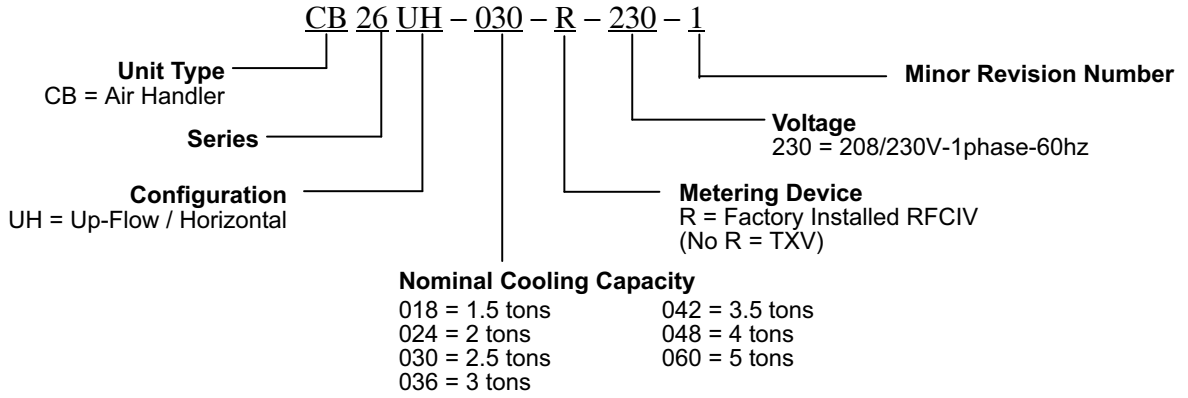 CB 26 UH – 030 – R – 230 – 1
Unit Type
CB = Air Handler
Series
Configuration
UH = Up-Flow / Horizontal
Minor Revision Number
Voltage
230 = 208/230V-1phase-60hz
Metering Device
R = Factory Installed RFCIV
(No R = TXV)
Nominal Cooling Capacity
018 = 1.5 tons
024 = 2 tons
030 = 2.5 tons
036 = 3 tons
042 = 3.5 tons
048 = 4 tons
060 = 5 tons